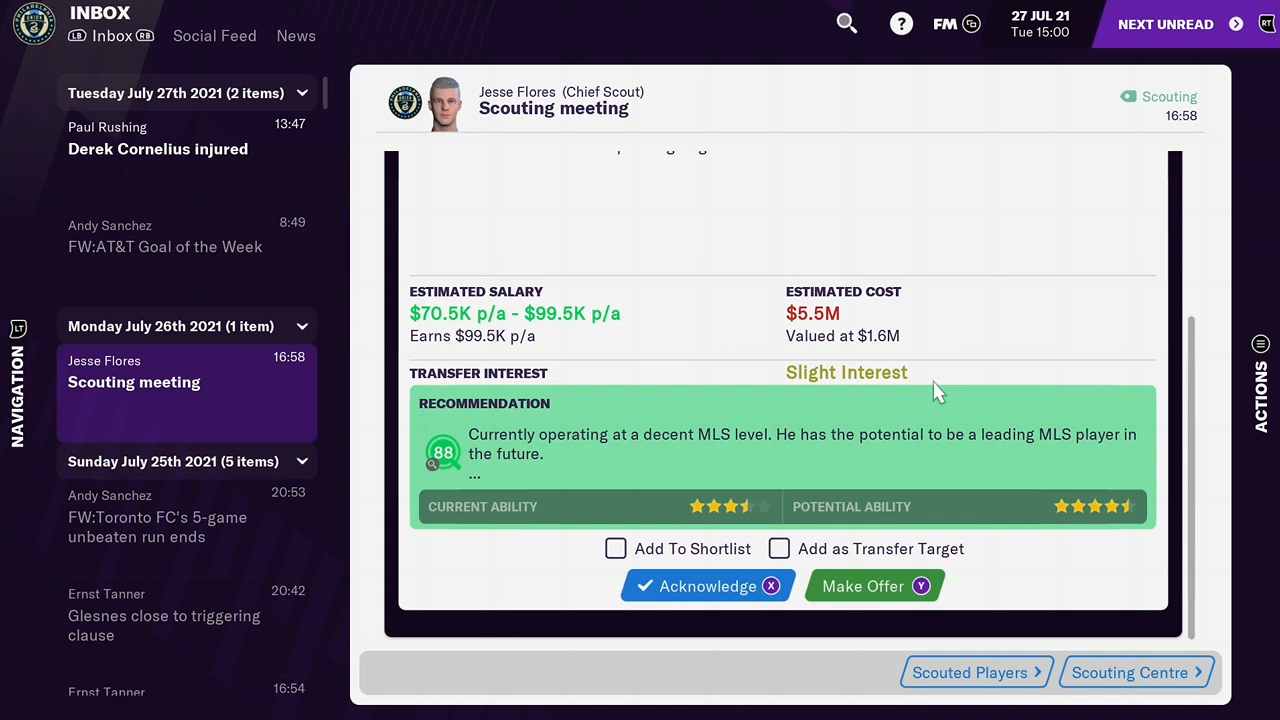 INBOX
LB Inbox RB Social Feed News
? FM 27 JUL 21
Tue 15:00
NEXT UNREAD RT
Tuesday July 27th 2021 (2 items)
Paul Rushing 13:47
Derek Cornelius injured
Andy Sanchez 8:49
FW:AT&T Goal of the Week
Monday July 26th 2021 (1 item)
Jesse Flores 16:58
Scouting meeting
Sunday July 25th 2021 (5 items)
Andy Sanchez 20:53
FW:Toronto FC's 5-game
unbeaten run ends
Ernst Tanner 20:42
Glesnes close to triggering
clause
Ernst Tanner 16:54
LT
NAVIGATION
Jesse Flores (Chief Scout)
Scouting meeting
Scouting
16:58
ESTIMATED SALARY
$70.5K p/a - $99.5K p/a
Earns $99.5K p/a
ESTIMATED COST
$5.5M
Valued at $1.6M
TRANSFER INTEREST Slight Interest
RECOMMENDATION
88
Currently operating at a decent MLS level. He has the potential to be a leading MLS player in
the future.
...
CURRENT ABILITY POTENTIAL ABILITY
Add To Shortlist Add as Transfer Target
Acknowledge X Make Offer Y
Scouted Players Scouting Centre
ACTIONS